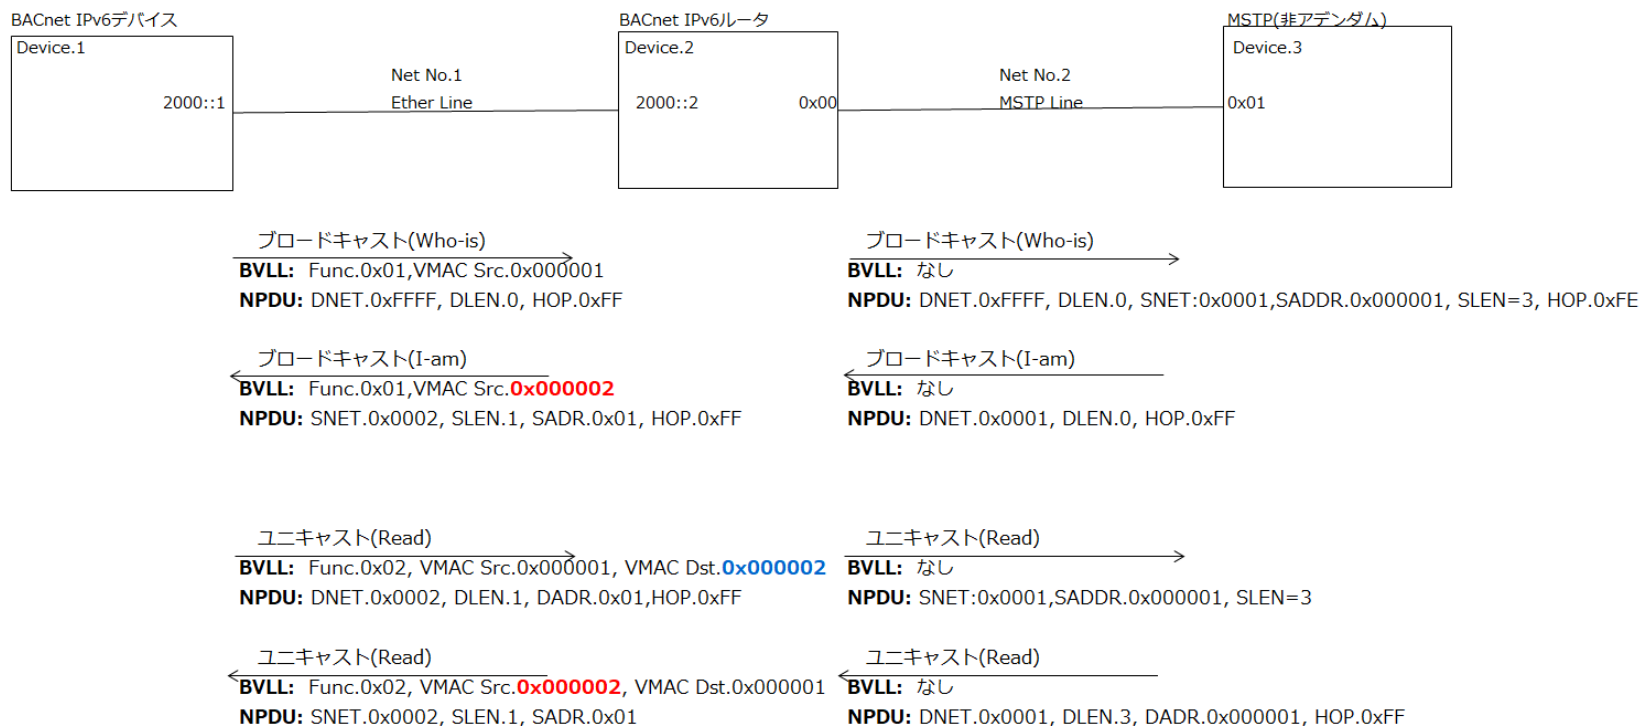 BACnet IPv6デバイス
BACnet IPv6ルータ
MSTP(非アデンダム)
Device.1
Device.2
Device.3
Net No.1
Net No.2
2000::1
Ether Line
2000::2
0x00
MSTP Line
0x01
ブロードキャスト(Who-is)
BVLL: Func.0x01,VMAC Src.0x000001
NPDU: DNET.0xFFFF, DLEN.0, HOP.0xFF
ブロードキャスト(Who-is)
BVLL: なし
NPDU: DNET.0xFFFF, DLEN.0, SNET:0x0001,SADDR.0x000001, SLEN=3, HOP.0xFE
ブロードキャスト(I-am)
BVLL: Func.0x01,VMAC Src.0x000002
NPDU: SNET.0x0002, SLEN.1, SADR.0x01, HOP.0xFF
ブロードキャスト(I-am)
BVLL: なし
NPDU: DNET.0x0001, DLEN.0, HOP.0xFF
ユニキャスト(Read)
BVLL: Func.0x02, VMAC Src.0x000001, VMAC Dst.0x000002
NPDU: DNET.0x0002, DLEN.1, DADR.0x01,HOP.0xFF
ユニキャスト(Read)
BVLL: なし
NPDU: SNET:0x0001,SADDR.0x000001, SLEN=3
ユニキャスト(Read)
BVLL: Func.0x02, VMAC Src.0x000002, VMAC Dst.0x000001
NPDU: SNET.0x0002, SLEN.1, SADR.0x01
ユニキャスト(Read)
BVLL: なし
NPDU: DNET.0x0001, DLEN.3, DADR.0x000001, HOP.0xFF